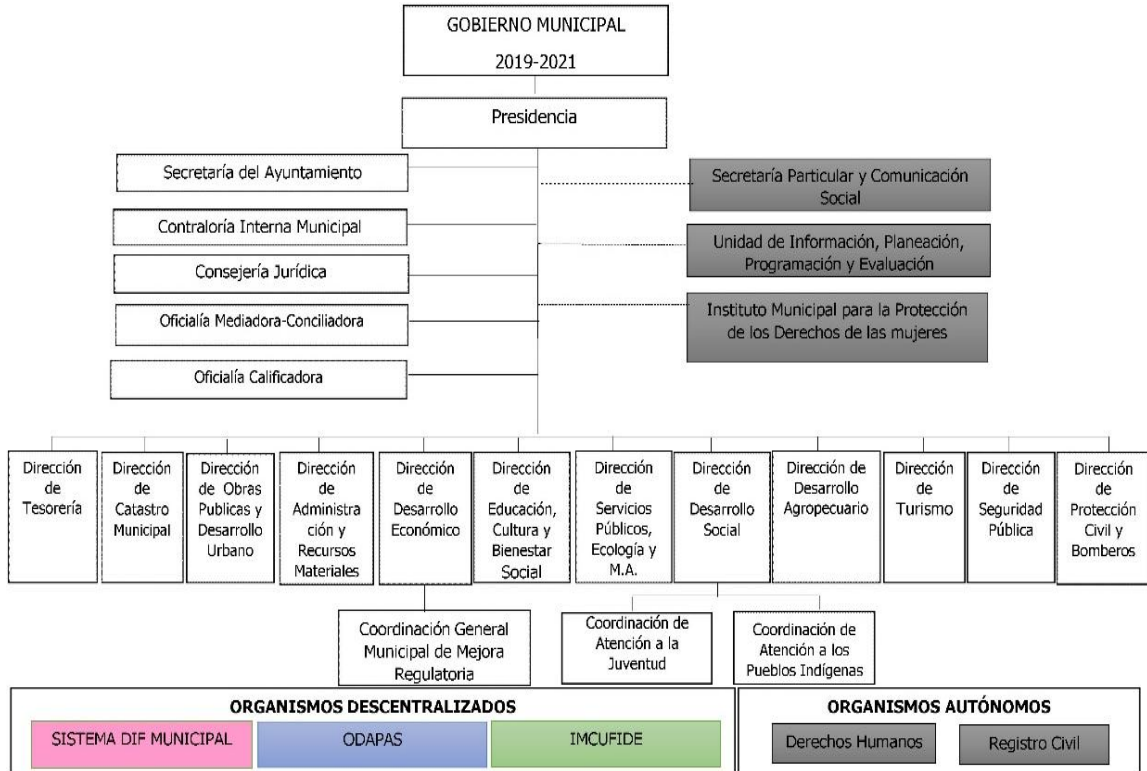 GOBIERNO MUNICIPAL
2019-2021
Presidencia
Secretaría del Ayuntamiento
Contraloría Interna Municipal
Consejería Jurídica
Oficialía Mediadora-Conciliadora
Oficialía Calificadora
Secretaría Particular y Comunicación
Social
Unidad de Información, Planeación,
Programación y Evaluación
Instituto Municipal para la Protección
de los Derechos de las mujeres
Dirección
de
Tesorería
Dirección
de
Catastro
Municipal
Dirección
de Obras
Publicas y
Desarrollo
Urbano
Dirección
de
Administra
ción y
Recursos
Materiales
Dirección
de
Desarrollo
Económico
Dirección
de
Educación,
Cultura y
Bienestar
Social
Dirección
de
Servicios
Públicos,
Ecología y
M.A.
Dirección
de
Desarrollo
Social
Dirección de
Desarrollo
Agropecuario
Dirección
de
Turismo
Dirección
de
Seguridad
Pública
Dirección
de
Protección
Civil y
Bomberos
Coordinación General
Municipal de Mejora
Regulatoria
Coordinación de
Atención a la
Juventud
Coordinación de
Atención a los
Pueblos Indígenas
ORGANISMOS DESCENTRALIZADOS
SISTEMA DIF MUNICIPAL
ODAPAS
IMCUFIDE
ORGANISMOS AUTÓNOMOS
Derechos Humanos
Registro Civil